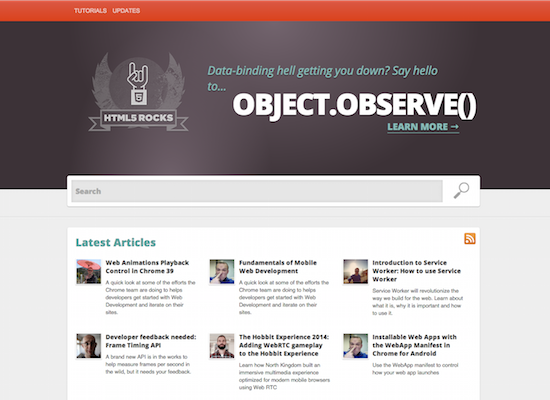 TUTORIALS UPDATES
Data-binding hell getting you down? Say hello
to...
OBJECT.OBSERVE()
LEARN MORE →
5
HTML5 ROCKS
Search
Latest Articles
Web Animations Playback
Control in Chrome 39
A quick look at some of the efforts the
Chrome team are doing to helps
developers get started with Web
Development and iterate on their
sites.
Fundamentals of Mobile
Web Development
A quick look at some of the efforts the
Chrome team are doing to helps
developers get started with Web
Development and iterate on their
sites.
Introduction to Service
Worker: How to use Service
Worker
Service Worker will revolutionize the
way we build for the web. Learn about
what it is, why it is important and how
to use it.
Developer feedback needed:
Frame Timing API
A brand new API is in the works to
help measure frames per second in
the wild, but it needs your feedback.
The Hobbit Experience 2014:
Adding WebRTC gameplay
to the Hobbit Experience
Learn how North Kingdom built an
immersive multimedia experience
optimized for modern mobile browsers
using Web RTC
Installable Web Apps with
the WebApp Manifest in
Chrome for Android
Use the WebApp manifest to control
how your web app launches